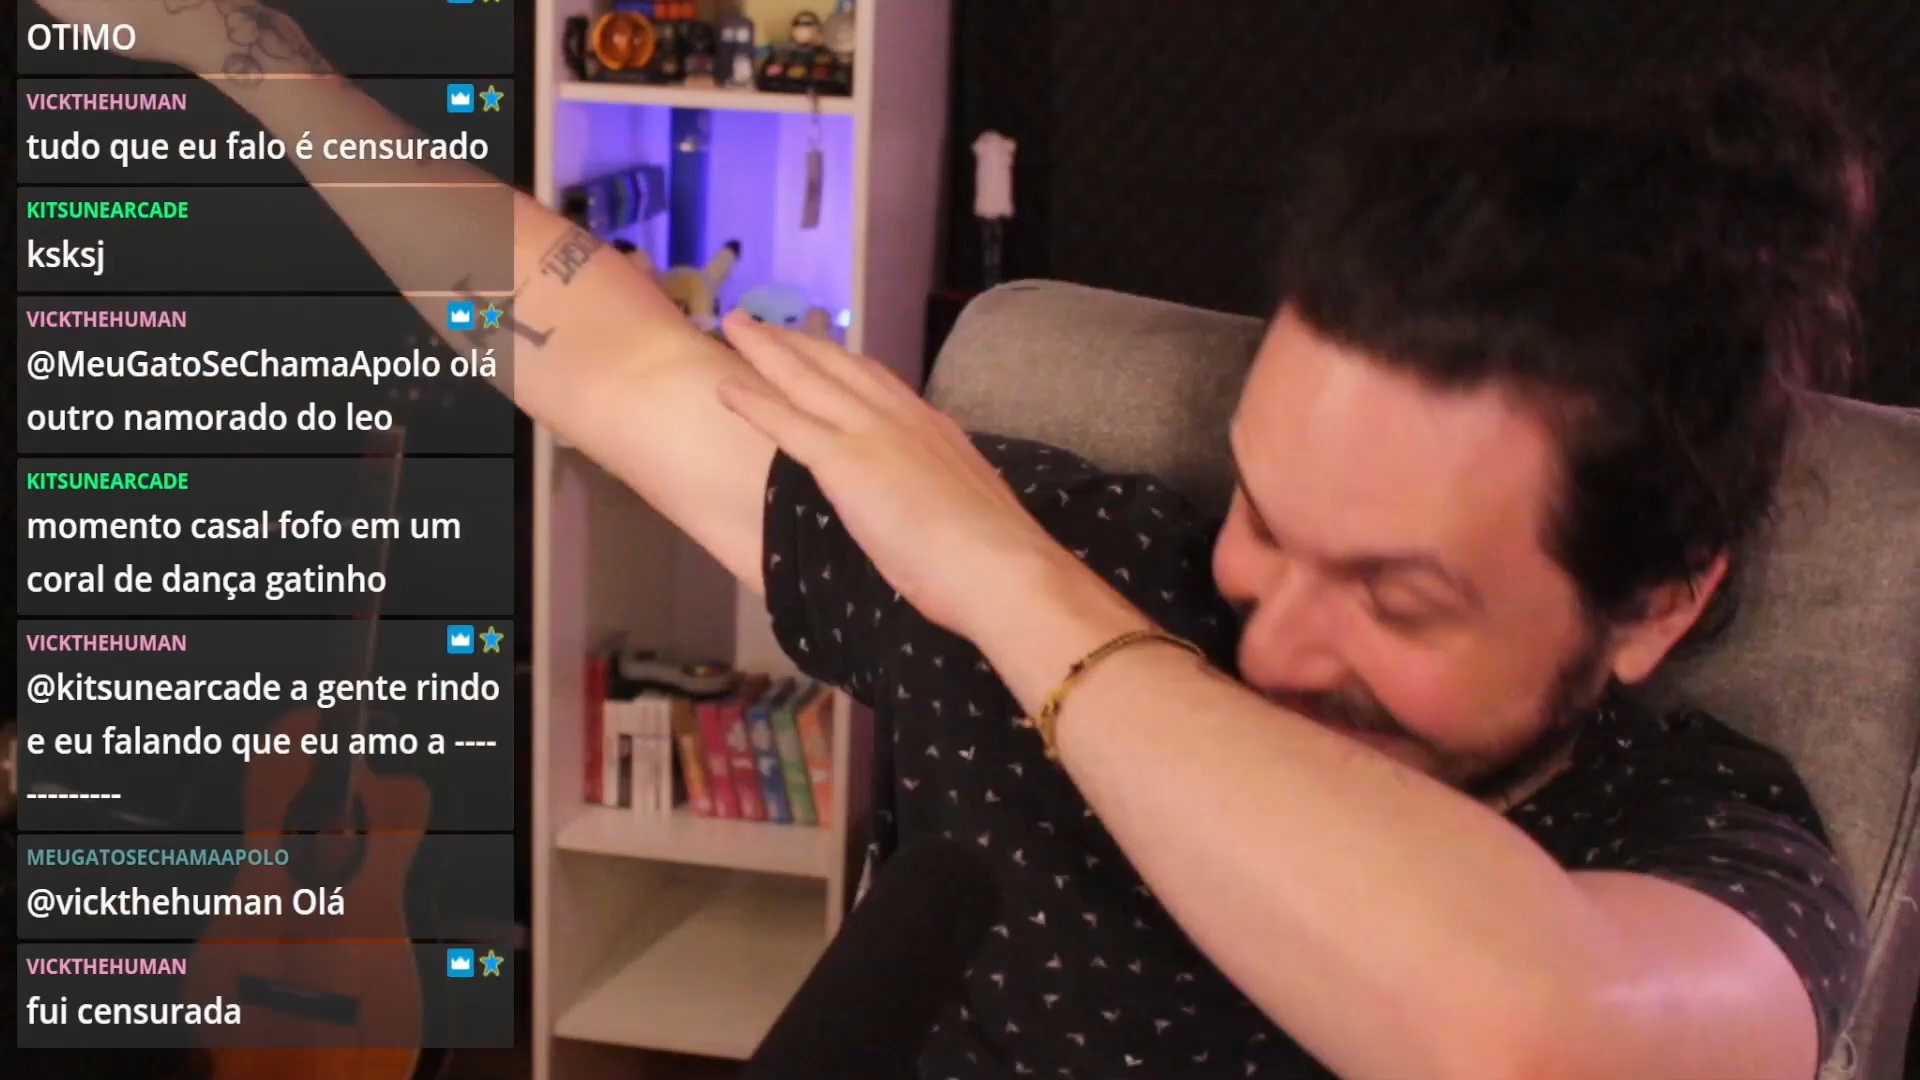 OTIMO
VICKTHEHUMAN
tudo que eu falo é censurado
KITSUNEARCADE
ksksj
VICKTHEHUMAN
@MeuGatoSeChamaApolo olá
outro namorado do leo
KITSUNEARCADE
momento casal fofo em um
coral de dança gatinho
VICKTHEHUMAN
@kitsunearcade a gente rindo
e eu falando que eu amo a ----
---------
MEUGATOSECHAMAAPOLO
@vickthehuman Olá
VICKTHEHUMAN
fui censurada